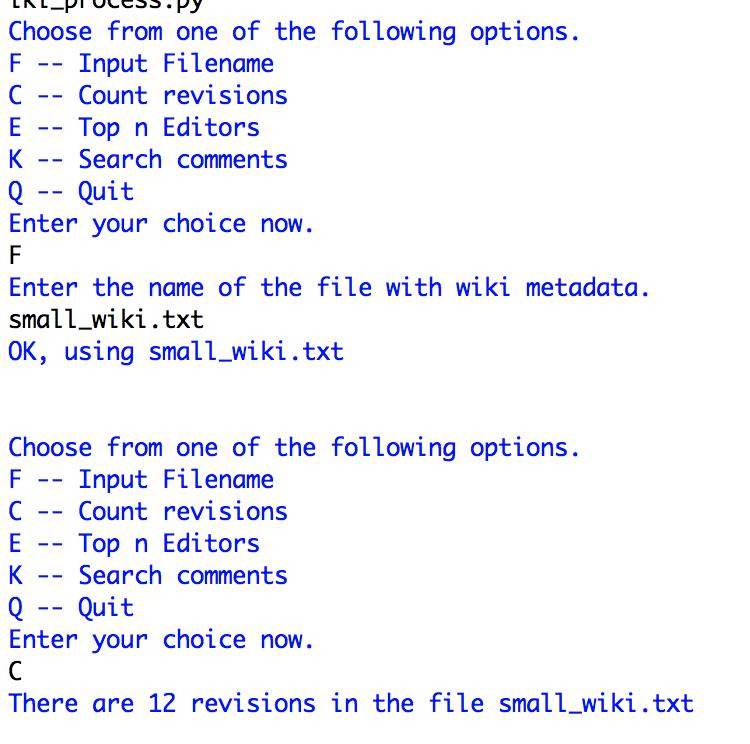 iki_process.py
Choose from one of the following options.
F -- Input Filename
C -- Count revisions
E -- Top n Editors
K -- Search comments
Q -- Quit
Enter your choice now.
F
Enter the name of the file with wiki metadata.
small_wiki.txt
OK, using small_wiki.txt
Choose from one of the following options.
F -- Input Filename
C -- Count revisions
E -- Top n Editors
K -- Search comments
Q -- Quit
Enter your choice now.
C
There are 12 revisions in the file small_wiki.txt